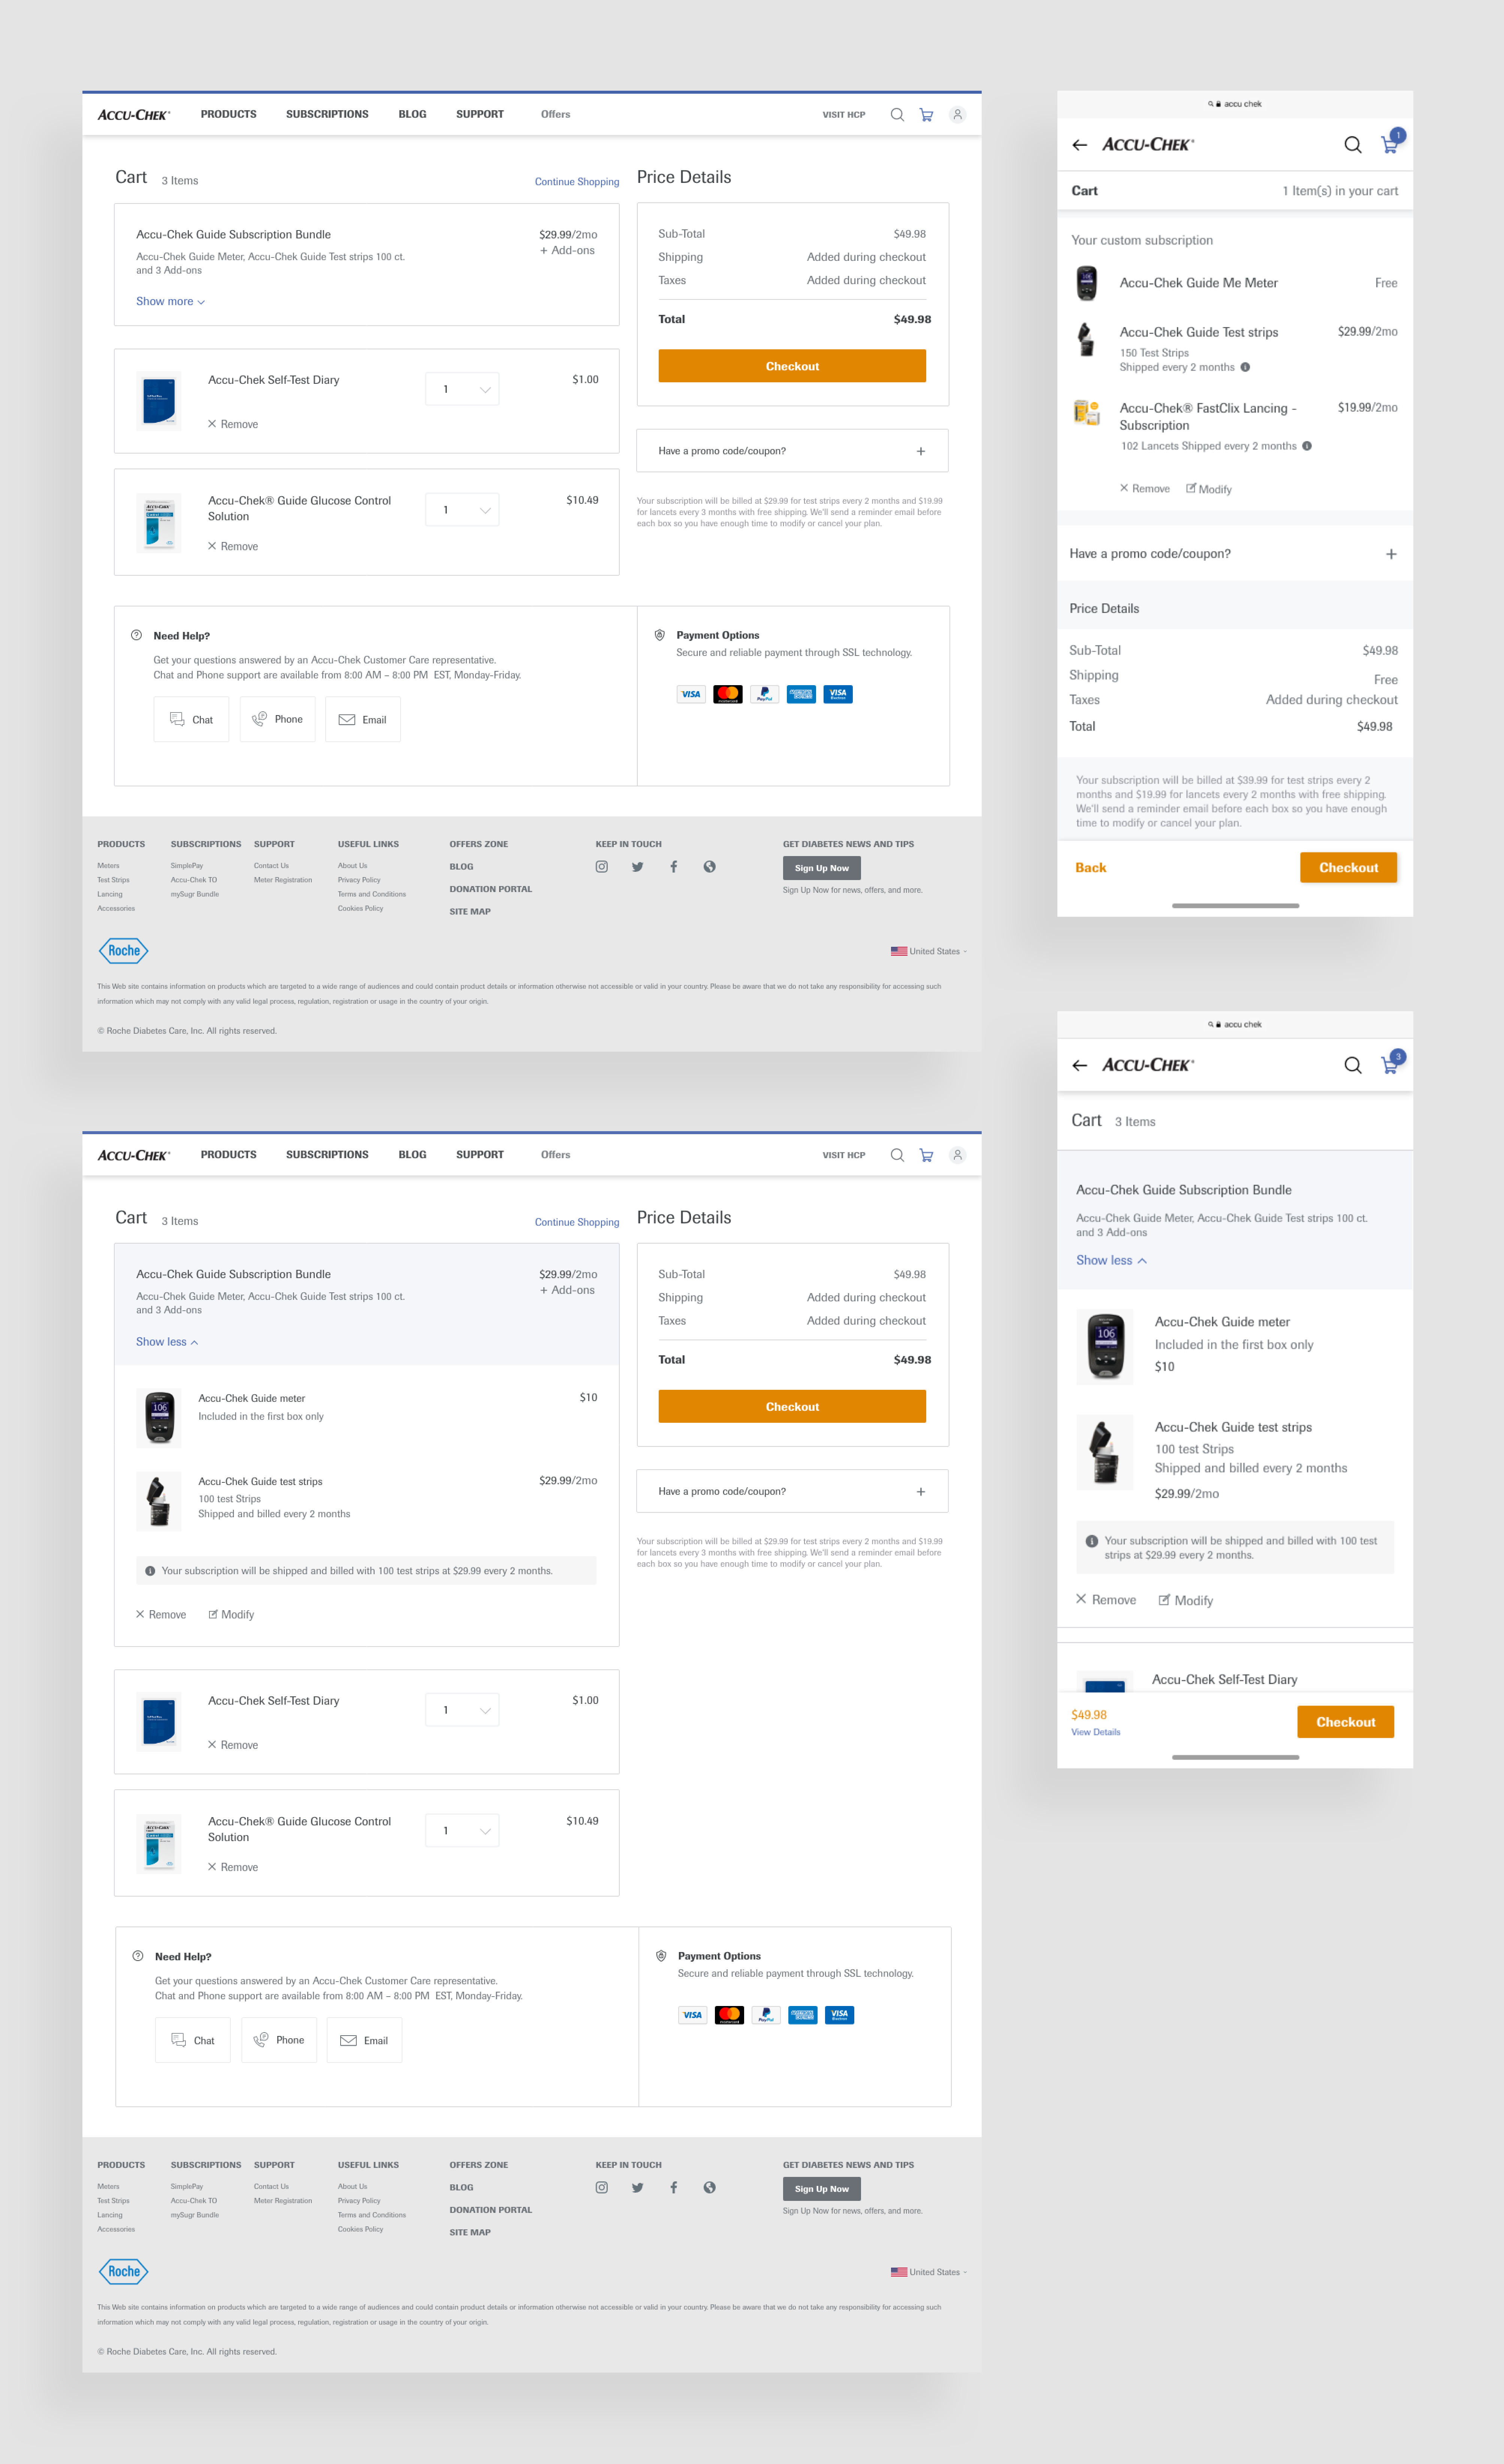 ACCU-CHEK® PRODUCTS SUBSCRIPTIONS BLOG SUPPORT Offers VISIT HCP
Cart 3 Items Continue Shopping
Accu-Chek Guide Subscription Bundle $29.99/2mo
+ Add-ons
Accu-Chek Guide Meter, Accu-Chek Guide Test strips 100 ct.
and 3 Add-ons
Show more
Accu-Chek Self-Test Diary 1 $1.00
Remove
Accu-Chek® Guide Glucose Control
Solution
1 $10.49
Remove
Price Details
Sub-Total $49.98
Shipping Added during checkout
Taxes Added during checkout
Total $49.98
Checkout
Have a promo code/coupon? +
Your subscription will be billed at $29.99 for test strips every 2 months and $19.99
for lancets every 3 months with free shipping. We'll send a reminder email before
each box so you have enough time to modify or cancel your plan.
Need Help?
Get your questions answered by an Accu-Chek Customer Care representative.
Chat and Phone support are available from 8:00 AM – 8:00 PM EST, Monday-Friday.
Chat Phone Email
Payment Options
Secure and reliable payment through SSL technology.
VISA PayPal VISA
PRODUCTS
Meters
Test Strips
Lancing
Accessories
SUBSCRIPTIONS
SimplePay
Accu-Chek TO
mySugr Bundle
SUPPORT
Contact Us
Meter Registration
USEFUL LINKS
About Us
Privacy Policy
Terms and Conditions
Cookies Policy
OFFERS ZONE
BLOG
DONATION PORTAL
SITE MAP
KEEP IN TOUCH
GET DIABETES NEWS AND TIPS
Sign Up Now
Sign Up Now for news, offers, and more.
Roche
United States
This Web site contains information on products which are targeted to a wide range of audiences and could contain product details or information otherwise not accessible or valid in your country. Please be aware that we do not take any responsibility for accessing such
information which may not comply with any valid legal process, regulation, registration or usage in the country of your origin.
© Roche Diabetes Care, Inc. All rights reserved.
accu chek
ACCU-CHEK® 1
Cart 1 Item(s) in your cart
Your custom subscription
Accu-Chek Guide Me Meter Free
Accu-Chek Guide Test strips $29.99/2mo
150 Test Strips
Shipped every 2 months
Accu-Chek® FastClix Lancing - $19.99/2mo
Subscription
102 Lancets Shipped every 2 months
Remove Modify
Have a promo code/coupon? +
Price Details
Sub-Total $49.98
Shipping Free
Taxes Added during checkout
Total $49.98
Your subscription will be billed at $39.99 for test strips every 2
months and $19.99 for lancets every 2 months with free shipping.
We'll send a reminder email before each box so you have enough
time to modify or cancel your plan.
Back Checkout
ACCU-CHEK® PRODUCTS SUBSCRIPTIONS BLOG SUPPORT Offers VISIT HCP
Cart 3 Items Continue Shopping
Accu-Chek Guide Subscription Bundle $29.99/2mo
+ Add-ons
Accu-Chek Guide Meter, Accu-Chek Guide Test strips 100 ct.
and 3 Add-ons
Show less
106
Accu-Chek Guide meter $10
Included in the first box only
Accu-Chek Guide test strips $29.99/2mo
100 test Strips
Shipped and billed every 2 months
Your subscription will be shipped and billed with 100 test strips at $29.99 every 2 months.
Remove Modify
Accu-Chek Self-Test Diary 1 $1.00
Remove
Accu-Chek® Guide Glucose Control
Solution
1 $10.49
Remove
Price Details
Sub-Total $49.98
Shipping Added during checkout
Taxes Added during checkout
Total $49.98
Checkout
Have a promo code/coupon? +
Your subscription will be billed at $29.99 for test strips every 2 months and $19.99
for lancets every 3 months with free shipping. We'll send a reminder email before
each box so you have enough time to modify or cancel your plan.
Need Help?
Get your questions answered by an Accu-Chek Customer Care representative.
Chat and Phone support are available from 8:00 AM – 8:00 PM EST, Monday-Friday.
Chat Phone Email
Payment Options
Secure and reliable payment through SSL technology.
VISA PayPal VISA
PRODUCTS
Meters
Test Strips
Lancing
Accessories
SUBSCRIPTIONS
SimplePay
Accu-Chek TO
mySugr Bundle
SUPPORT
Contact Us
Meter Registration
USEFUL LINKS
About Us
Privacy Policy
Terms and Conditions
Cookies Policy
OFFERS ZONE
BLOG
DONATION PORTAL
SITE MAP
KEEP IN TOUCH
GET DIABETES NEWS AND TIPS
Sign Up Now
Sign Up Now for news, offers, and more.
Roche
United States
This Web site contains information on products which are targeted to a wide range of audiences and could contain product details or information otherwise not accessible or valid in your country. Please be aware that we do not take any responsibility for accessing such
information which may not comply with any valid legal process, regulation, registration or usage in the country of your origin.
© Roche Diabetes Care, Inc. All rights reserved.
accu chek
ACCU-CHEK® 3
Cart 3 Items
Accu-Chek Guide Subscription Bundle
Accu-Chek Guide Meter, Accu-Chek Guide Test strips 100 ct.
and 3 Add-ons
Show less
106
Accu-Chek Guide meter
Included in the first box only
$10
Accu-Chek Guide test strips
100 test Strips
Shipped and billed every 2 months
$29.99/2mo
Your subscription will be shipped and billed with 100 test
strips at $29.99 every 2 months.
Remove Modify
Accu-Chek Self-Test Diary
$49.98
View Details
Checkout